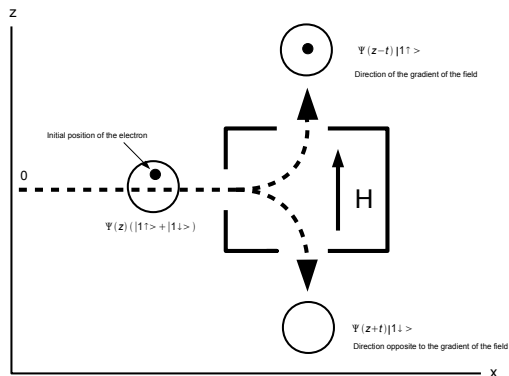 z
Ψ(z−t)|1↑>
Direction of the gradient of the field
Initial position of the electron
0
H
Ψ(z)(|1↑>+|1↓>)
Ψ(z+t)|1↓>
Direction opposite to the gradient of the field
x